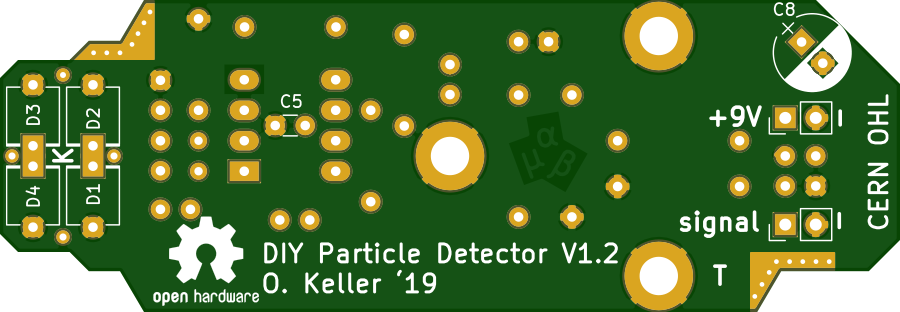 C8
D3
D2
C5
+9V
K
D4
D1
CERN OHL
μ α β
signal
DIY Particle Detector V1.2
O. Keller ´19
T
open hardware